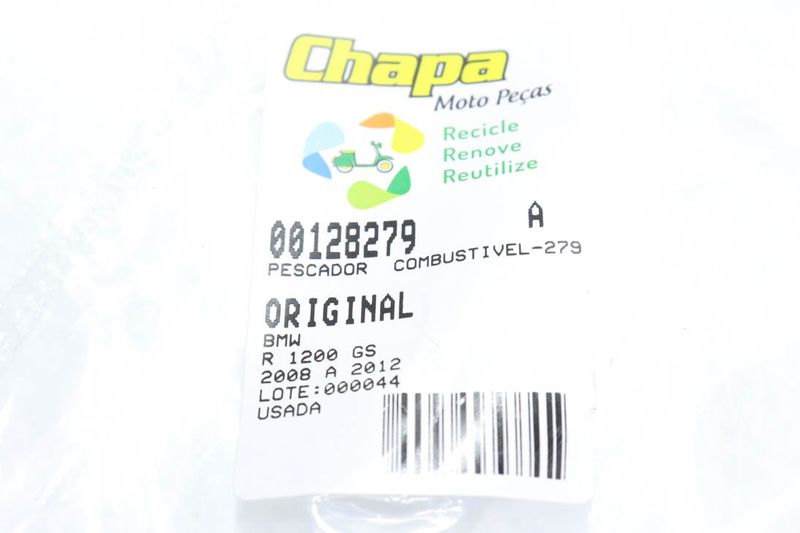 Chapa
Moto Peças
Recicle
Renove
Reutilize
00128279 A
PESCADOR COMBUSTIVEL-279
ORIGINAL
BMW
R 1200 GS
2008 A 2012
LOTE:000044
USADA